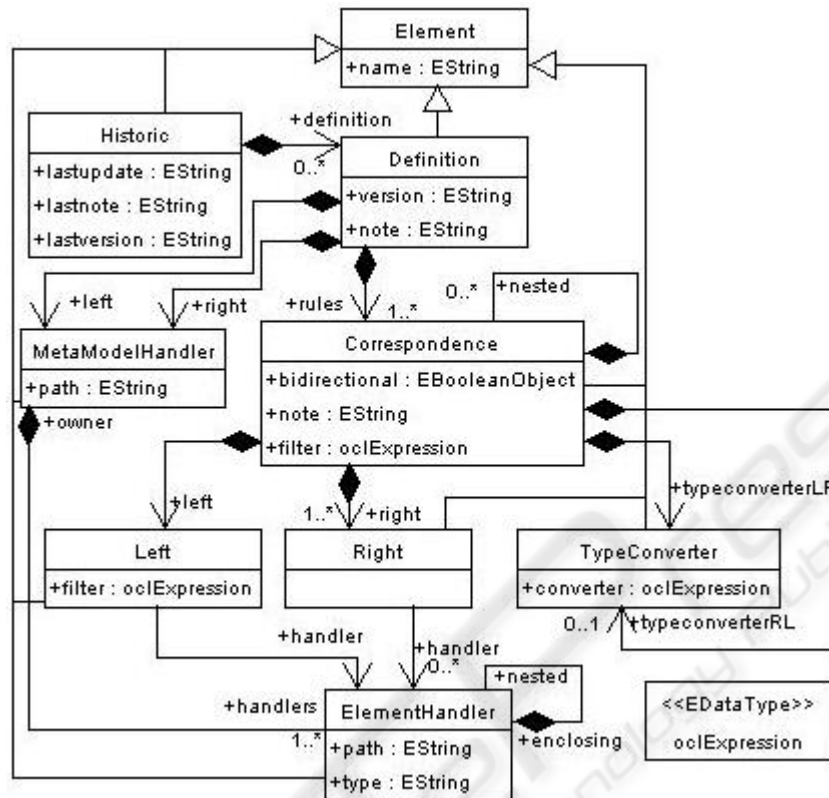 Element
+name : EString
+definition
0..*
Historic
+lastupdate : EString
+lastnote : EString
+lastversion : EString
Definition
+version : EString
+note : EString
+left
+right
+rules
1..*
0..*
+nested
MetaModelHandler
+path : EString
+owner
Correspondence
+bidirectional : EBooleanObject
+note : EString
+filter : oclExpression
+left
1..*
+right
+typeconverterLR
Left
+filter : oclExpression
Right
TypeConverter
+converter : oclExpression
0..1
+typeconverterRL
+handler
+handler
0..*
+nested
+handlers
1..*
+enclosing
ElementHandler
+path : EString
+type : EString
<<EDataType>>
oclExpression